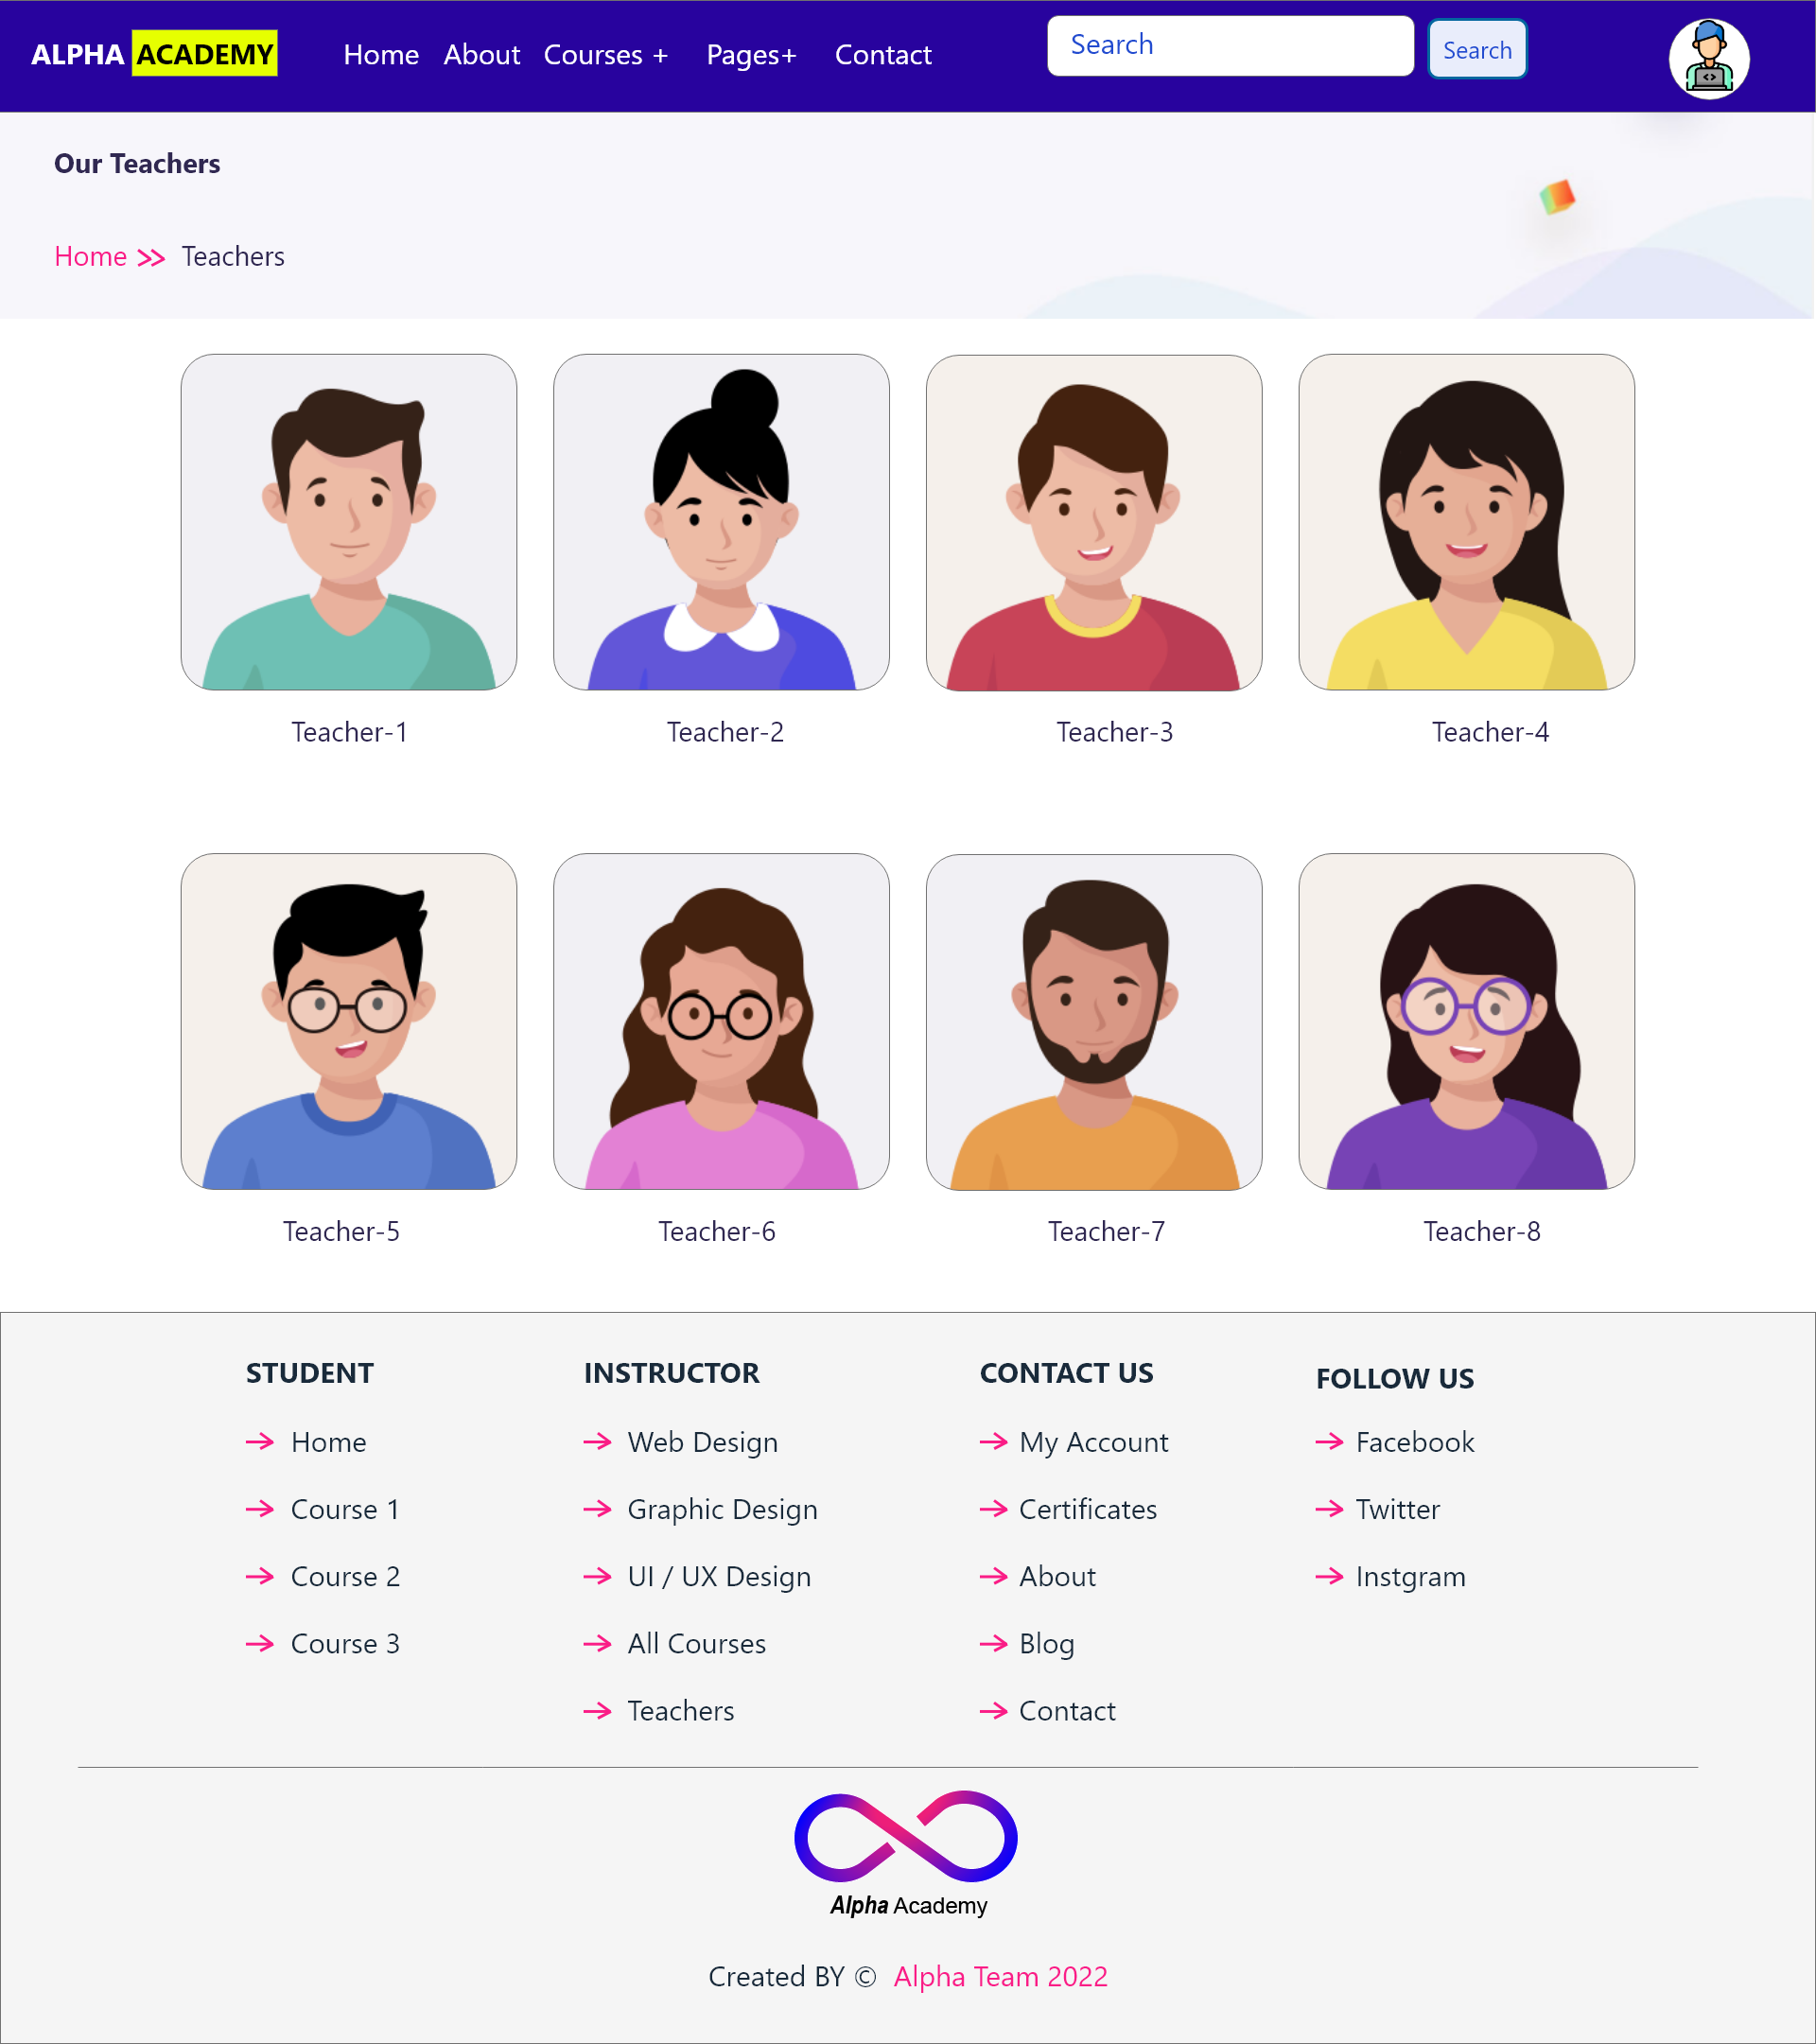 ALPHA ACADEMY Home About Courses + Pages+ Contact Search Search
Our Teachers
Home >> Teachers
Teacher-1 Teacher-2 Teacher-3 Teacher-4
Teacher-5 Teacher-6 Teacher-7 Teacher-8
STUDENT
Home
Course 1
Course 2
Course 3
INSTRUCTOR
Web Design
Graphic Design
UI / UX Design
All Courses
Teachers
CONTACT US
My Account
Certificates
About
Blog
Contact
FOLLOW US
Facebook
Twitter
Instgram
Alpha Academy
Created BY © Alpha Team 2022